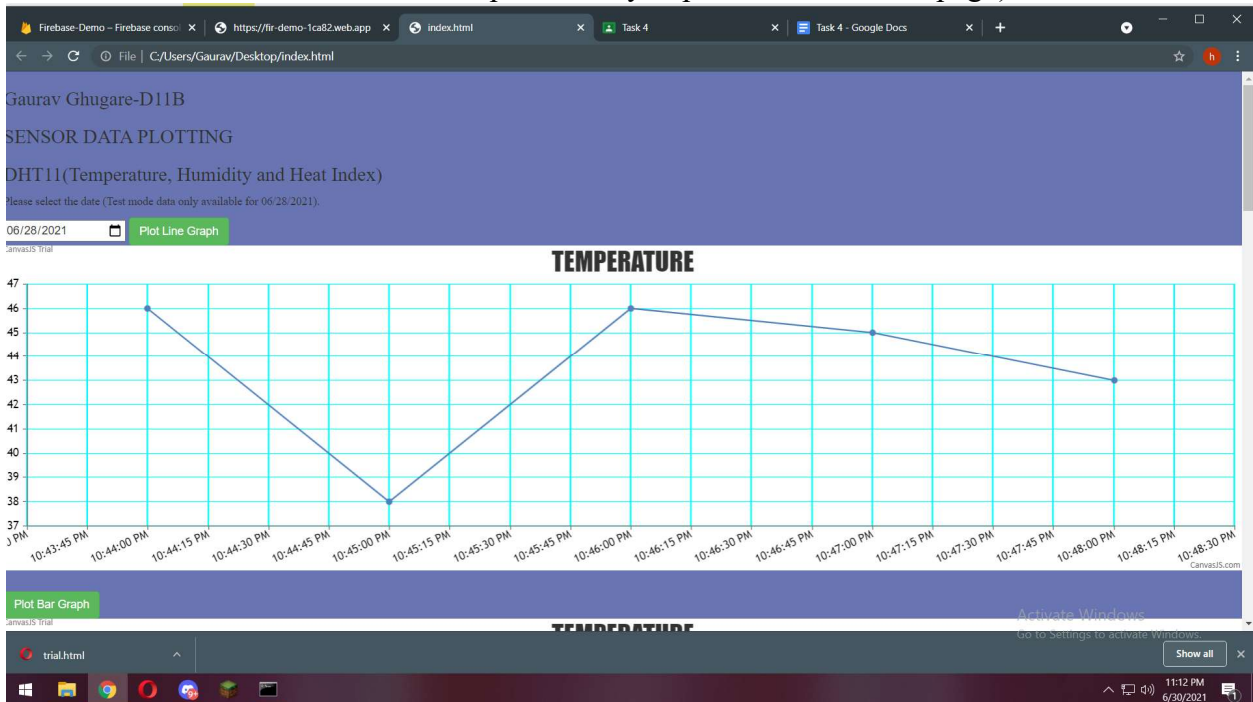 Firebase-Demo – Firebase consol
https://fir-demo-1ca82.web.app
index.html
Task 4
Task 4 - Google Docs
File | C:/Users/Gaurav/Desktop/index.html
h
Gaurav Ghugare-D11B
SENSOR DATA PLOTTING
DHT11(Temperature, Humidity and Heat Index)
Please select the date (Test mode data only available for 06/28/2021).
06/28/2021 Plot Line Graph
CanvasJS Trial
TEMPERATURE
47
46
45
44
43
42
41
40
39
38
37
PM 10:43:45 PM 10:44:00 PM 10:44:15 PM 10:44:30 PM 10:44:45 PM 10:45:00 PM 10:45:15 PM 10:45:30 PM 10:45:45 PM 10:46:00 PM 10:46:15 PM 10:46:30 PM 10:46:45 PM 10:47:00 PM 10:47:15 PM 10:47:30 PM 10:47:45 PM 10:48:00 PM 10:48:15 PM 10:48:30 PM
CanvasJS.com
Plot Bar Graph
CanvasJS Trial
TEMPERATURE
Activate Windows
Go to Settings to activate Windows.
trial.html
Show all
11:12 PM
6/30/2021
1